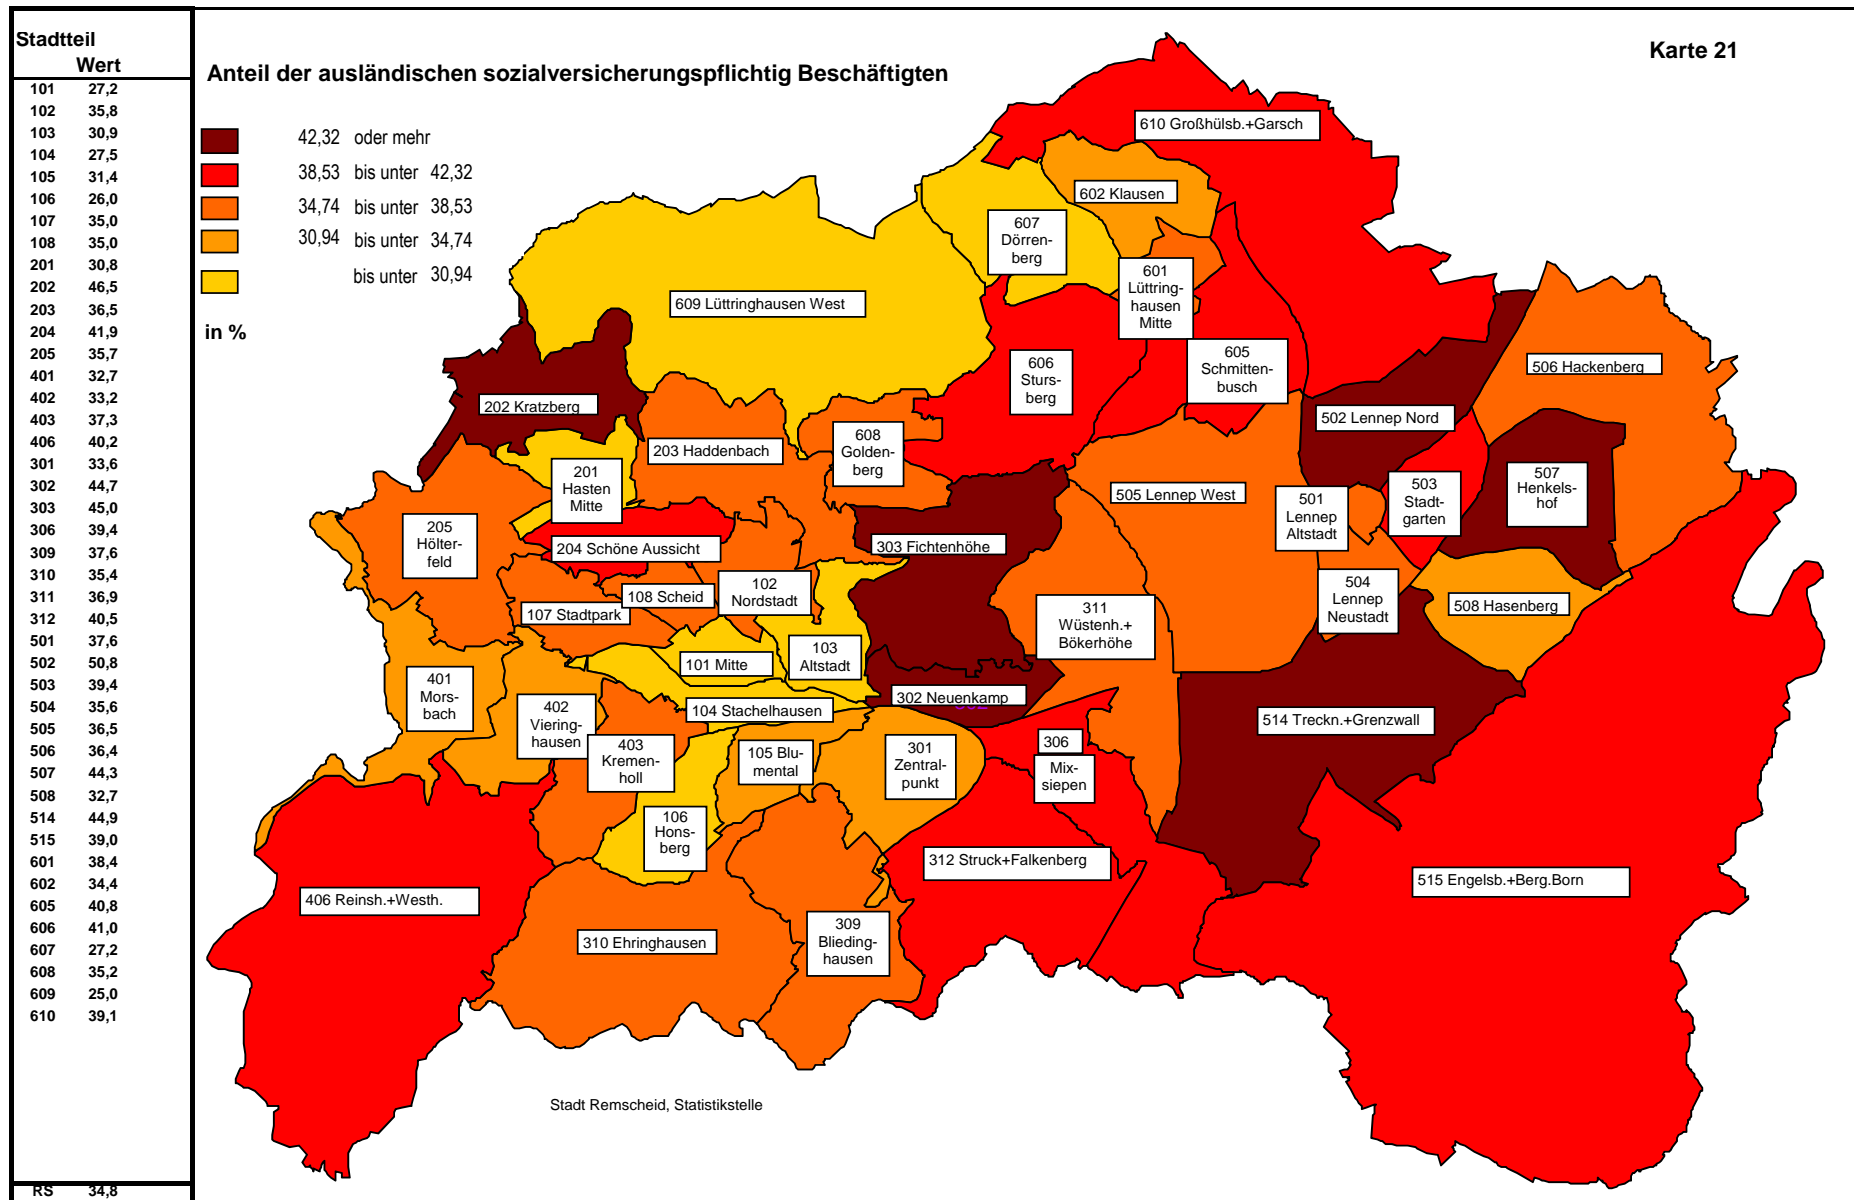 Stadtteil
Wert
101 27,2
102 35,8
103 30,9
104 27,5
105 31,4
106 26,0
107 35,0
108 35,0
201 30,8
202 46,5
203 36,5
204 41,9
205 35,7
401 32,7
402 33,2
403 37,3
406 40,2
301 33,6
302 44,7
303 45,0
306 39,4
309 37,6
310 35,4
311 36,9
312 40,5
501 37,6
502 50,8
503 39,4
504 35,6
505 36,5
506 36,4
507 44,3
508 32,7
514 44,9
515 39,0
601 38,4
602 34,4
605 40,8
606 41,0
607 27,2
608 35,2
609 25,0
610 39,1
RS 34,8
Karte 21
Anteil der ausländischen sozialversicherungspflichtig Beschäftigten
42,32 oder mehr
38,53 bis unter 42,32
34,74 bis unter 38,53
30,94 bis unter 34,74
bis unter 30,94
in %
610 Großhülsb.+Garsch
602 Klausen
607
Dörren-
berg
601
Lüttring-
hausen
Mitte
609 Lüttringhausen West
605
Schmitten-
busch
606
Sturs-
berg
506 Hackenberg
202 Kratzberg
502 Lennep Nord
203 Haddenbach
608
Golden-
berg
201
Hasten
Mitte
505 Lennep West
501
Lennep
Altstadt
503
Stadt-
garten
507
Henkels-
hof
205
Hölter-
feld
204 Schöne Aussicht
303 Fichtenhöhe
102
Nordstadt
108 Scheid
107 Stadtpark
504
Lennep
Neustadt
508 Hasenberg
311
Wüstenh.+
Bökerhöhe
103
Altstadt
101 Mitte
401
Mors-
bach
402
Viering-
hausen
104 Stachelhausen
302 Neuenkamp
514 Treckn.+Grenzwall
403
Kremen-
holl
105 Blu-
mental
301
Zentral-
punkt
306
Mix-
siepen
106
Hons-
berg
312 Struck+Falkenberg
515 Engelsb.+Berg.Born
406 Reinsh.+Westh.
310 Ehringhausen
309
Blieding-
hausen
Stadt Remscheid, Statistikstelle